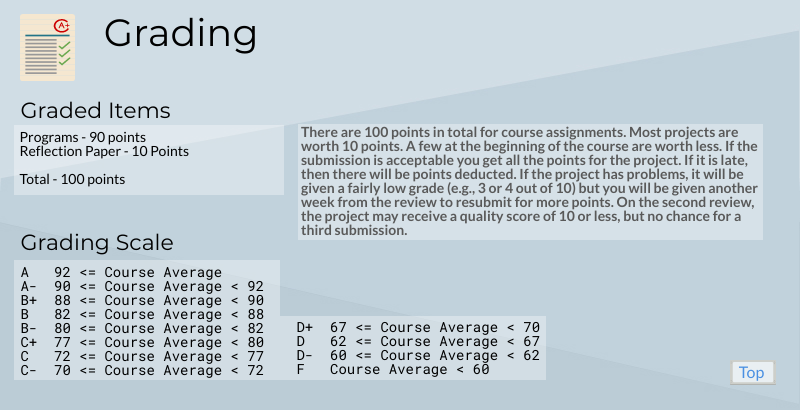 A+
Grading
Graded Items
Programs - 90 points
Reflection Paper - 10 Points
Total - 100 points
There are 100 points in total for course assignments. Most projects are
worth 10 points. A few at the beginning of the course are worth less. If the
submission is acceptable you get all the points for the project. If it is late,
then there will be points deducted. If the project has problems, it will be
given a fairly low grade (e.g., 3 or 4 out of 10) but you will be given another
week from the review to resubmit for more points. On the second review,
the project may receive a quality score of 10 or less, but no chance for a
third submission.
Grading Scale
A 92 <= Course Average
A- 90 <= Course Average < 92
B+ 88 <= Course Average < 90
B 82 <= Course Average < 88
B- 80 <= Course Average < 82
C+ 77 <= Course Average < 80
C 72 <= Course Average < 77
C- 70 <= Course Average < 72
D+ 67 <= Course Average < 70
D 62 <= Course Average < 67
D- 60 <= Course Average < 62
F Course Average < 60
Top